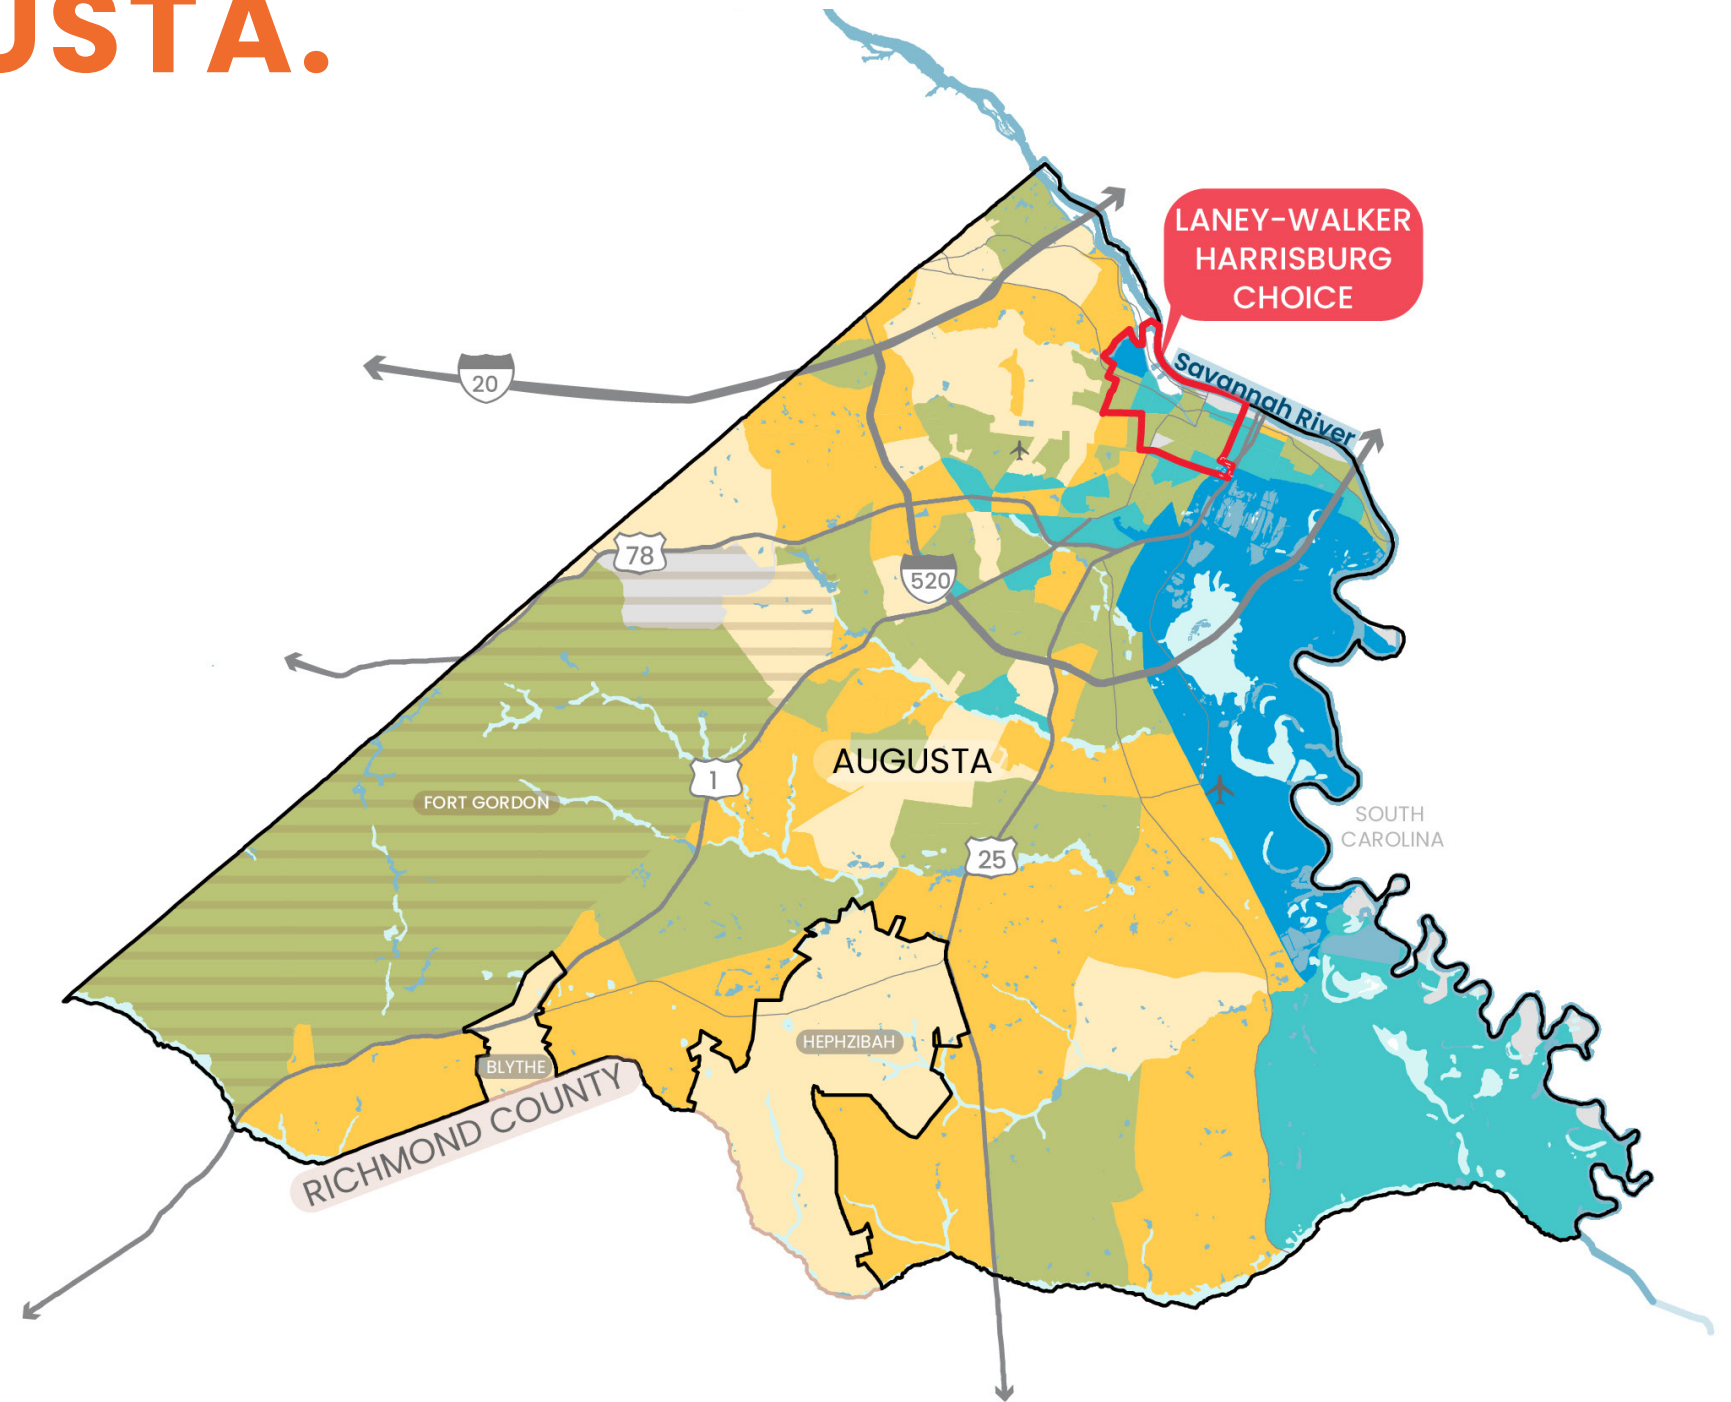 USTA.
LANEY-WALKER
HARRISBURG
CHOICE
Savannah River
20
78
520
AUGUSTA
1
FORT GORDON
SOUTH
CAROLINA
25
HEPHZIBAH
BLYTHE
RICHMOND COUNTY